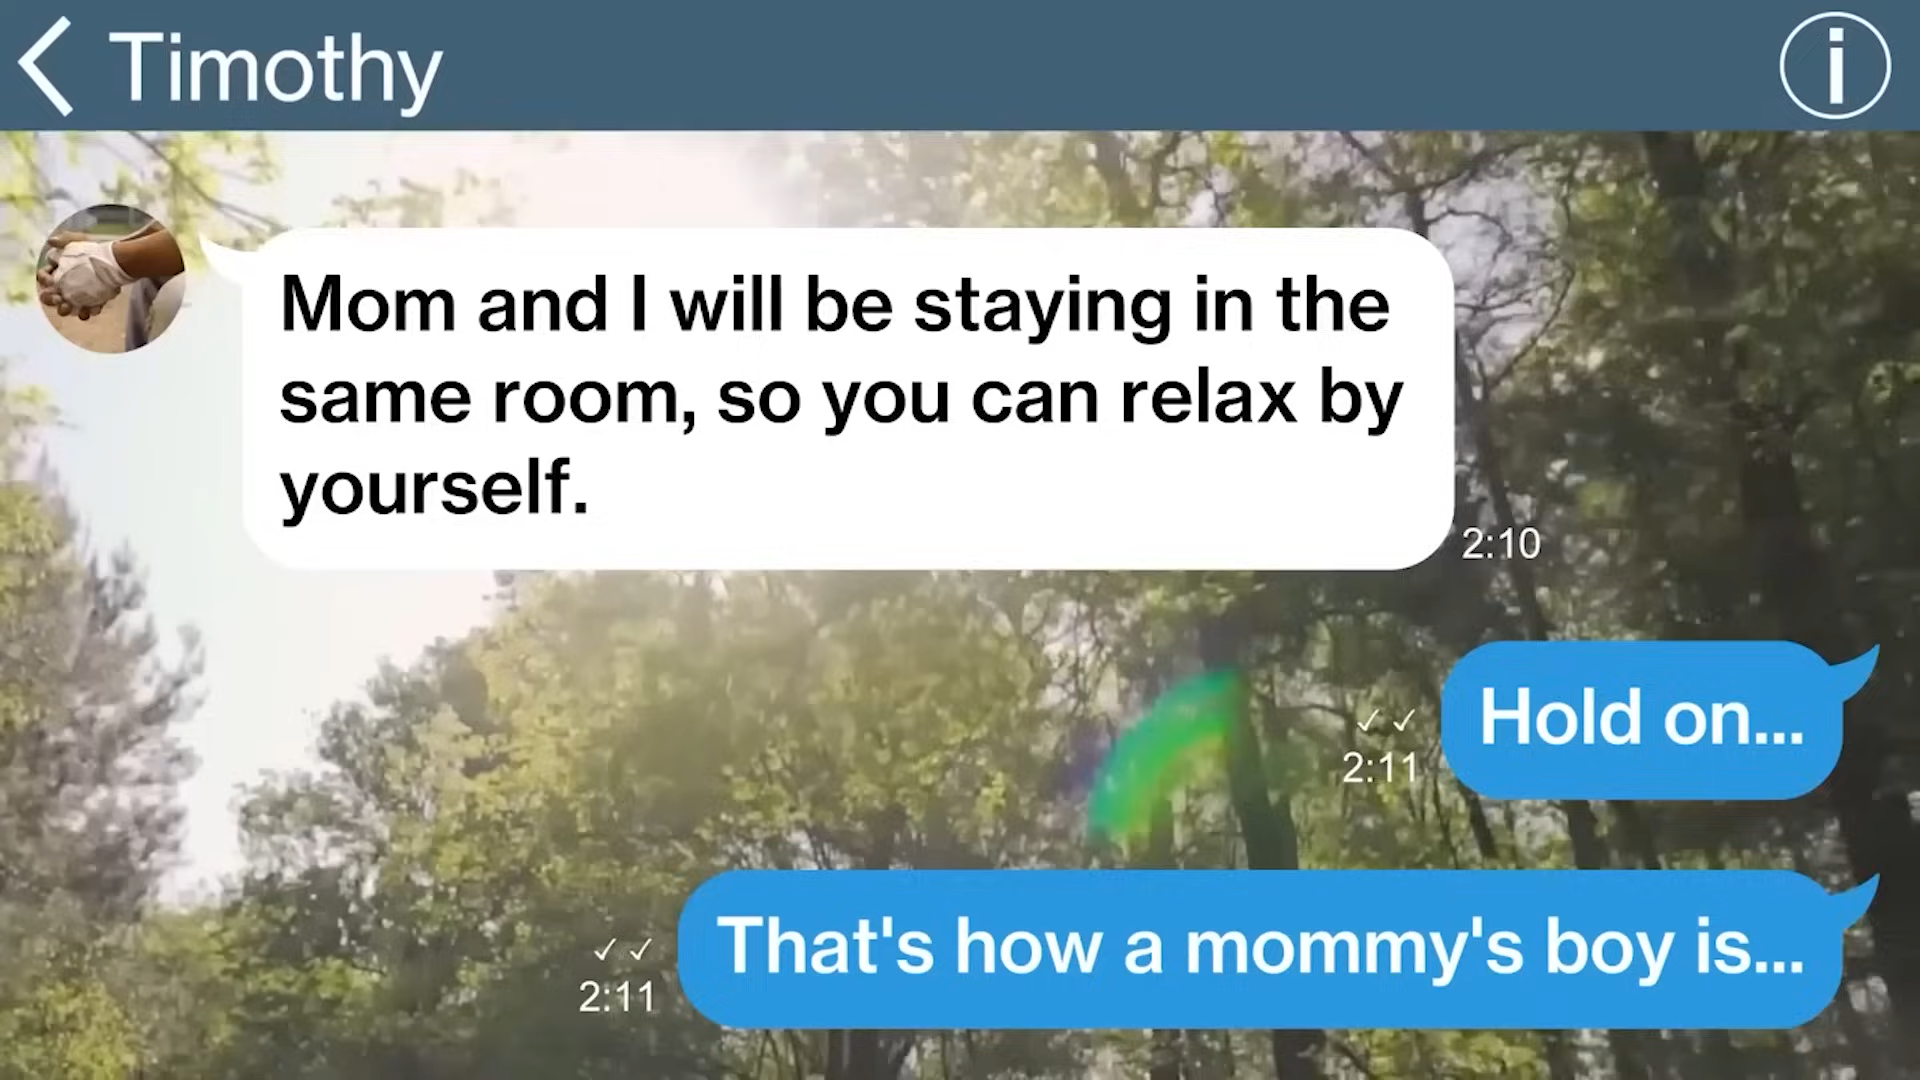 Timothy
Mom and I will be staying in the
same room, so you can relax by
yourself.
2:10
Hold on...
2:11
That's how a mommy's boy is...
2:11